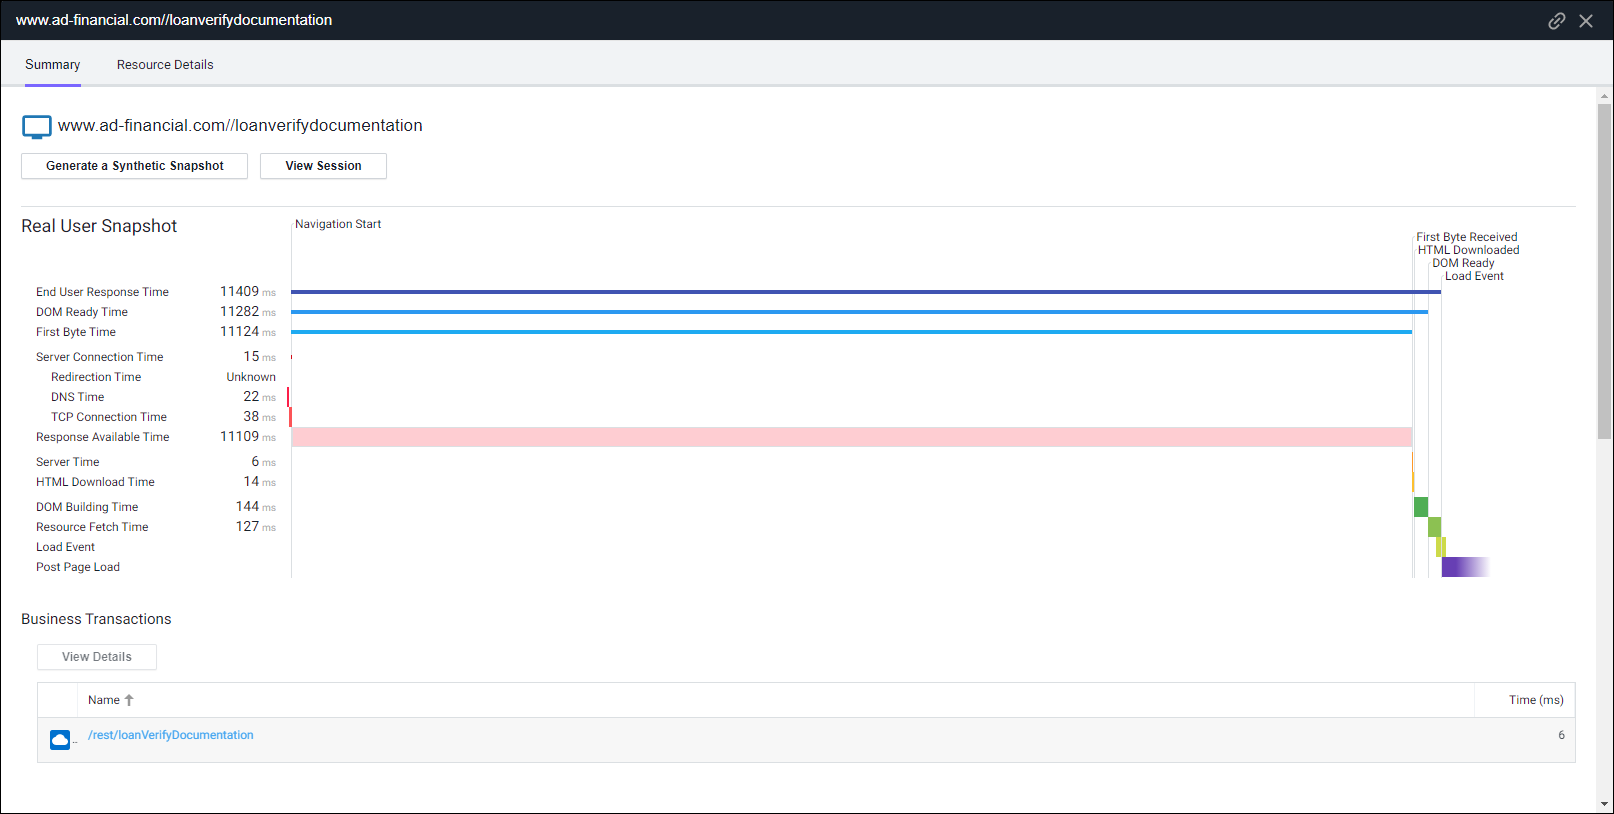 www.ad-financial.com//loanverifydocumentation
Summary Resource Details
www.ad-financial.com//loanverifydocumentation
Generate a Synthetic Snapshot View Session
Real User Snapshot
Navigation Start
First Byte Received
HTML Downloaded
DOM Ready
Load Event
End User Response Time 11409 ms
DOM Ready Time 11282 ms
First Byte Time 11124 ms
Server Connection Time 15 ms
Redirection Time Unknown
DNS Time 22 ms
TCP Connection Time 38 ms
Response Available Time 11109 ms
Server Time 6 ms
HTML Download Time 14 ms
DOM Building Time 144 ms
Resource Fetch Time 127 ms
Load Event
Post Page Load
Business Transactions
View Details
Name Time (ms)
.. /rest/loanVerifyDocumentation 6